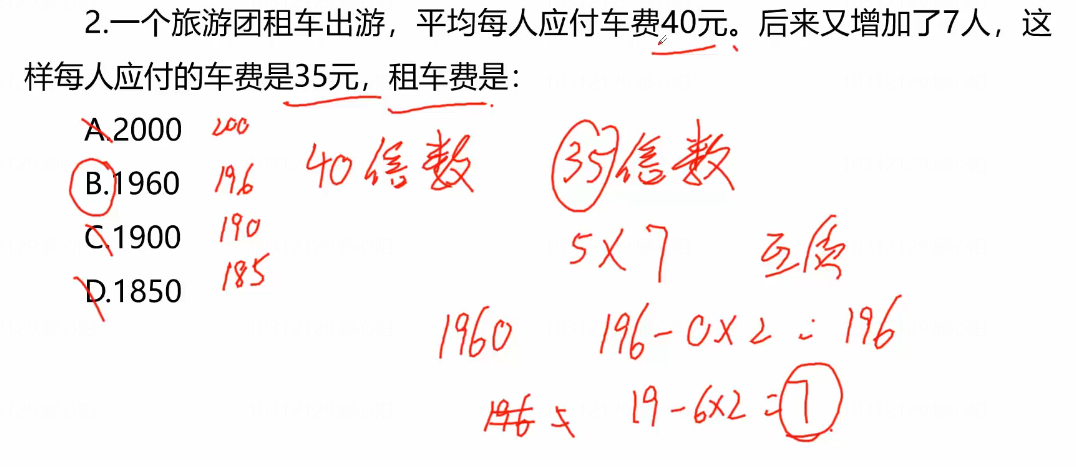 2.一个旅游团租车出游，平均每人应付车费40元。后来又增加了7人，这
样每人应付的车费是35元，租车费是：
A.2000 200
B.1960 196
C.1900 190
D.1850 185
40倍数 35倍数
5×7 互质
1960 196-0×2=196
196 × 19-6×2=7